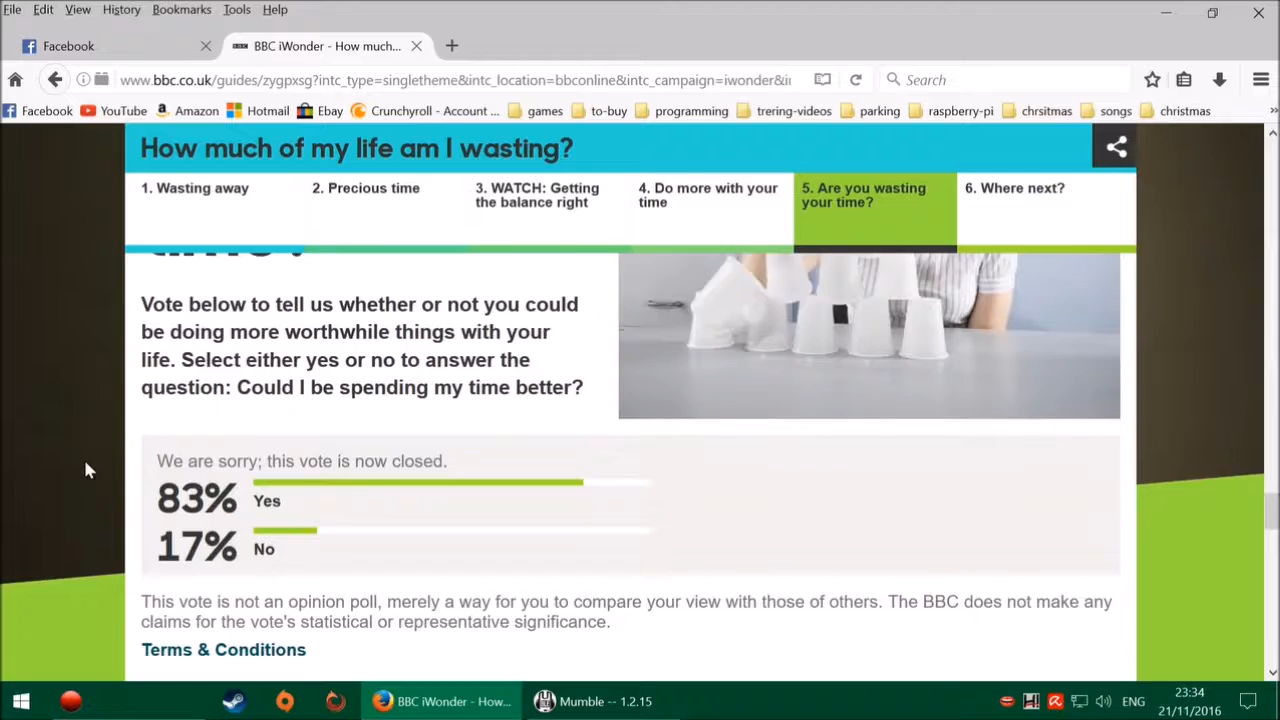 File Edit View History Bookmarks Tools Help
Facebook
BBC iWonder - How much...
www.bbc.co.uk/guides/zygpxsg?intc_type=singletheme&intc_location=bbconline&intc_campaign=iwonder&i
Search
Facebook YouTube Amazon Hotmail Ebay Crunchyroll - Account ... games to-buy programming trering-videos parking raspberry-pi chrsitmas songs christmas
How much of my life am I wasting?
1. Wasting away
2. Precious time
3. WATCH: Getting
the balance right
4. Do more with your
time
5. Are you wasting
your time?
6. Where next?
Vote below to tell us whether or not you could
be doing more worthwhile things with your
life. Select either yes or no to answer the
question: Could I be spending my time better?
We are sorry; this vote is now closed.
83% Yes
17% No
This vote is not an opinion poll, merely a way for you to compare your view with those of others. The BBC does not make any
claims for the vote's statistical or representative significance.
Terms & Conditions
BBC iWonder - How...
Mumble -- 1.2.15
ENG
23:34
21/11/2016